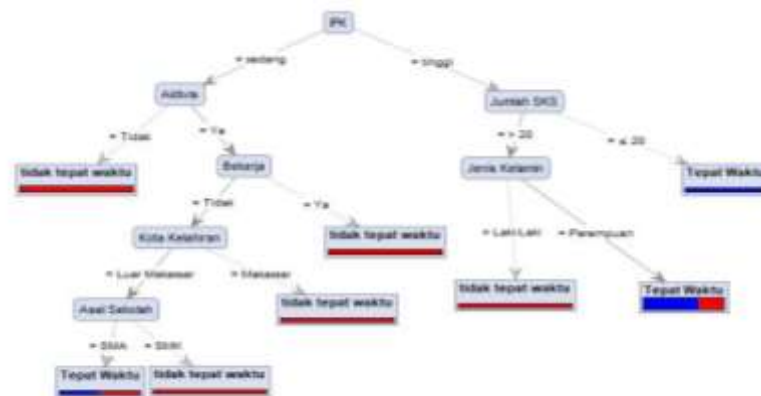 IPK
= sedang
= tinggi
Aktivis
Jumlah SKS
= Tidak
= Ya
= > 20
= ≤ 20
tidak tepat waktu
Bekerja
Jenis Kelamin
Tepat Waktu
= Tidak
= Ya
Kota Kelahiran
tidak tepat waktu
= Laki-Laki
= Perempuan
= Luar Makassar
= Makassar
Asal Sekolah
tidak tepat waktu
tidak tepat waktu
Tepat Waktu
= SMA
= SMK
Tepat Waktu
tidak tepat waktu